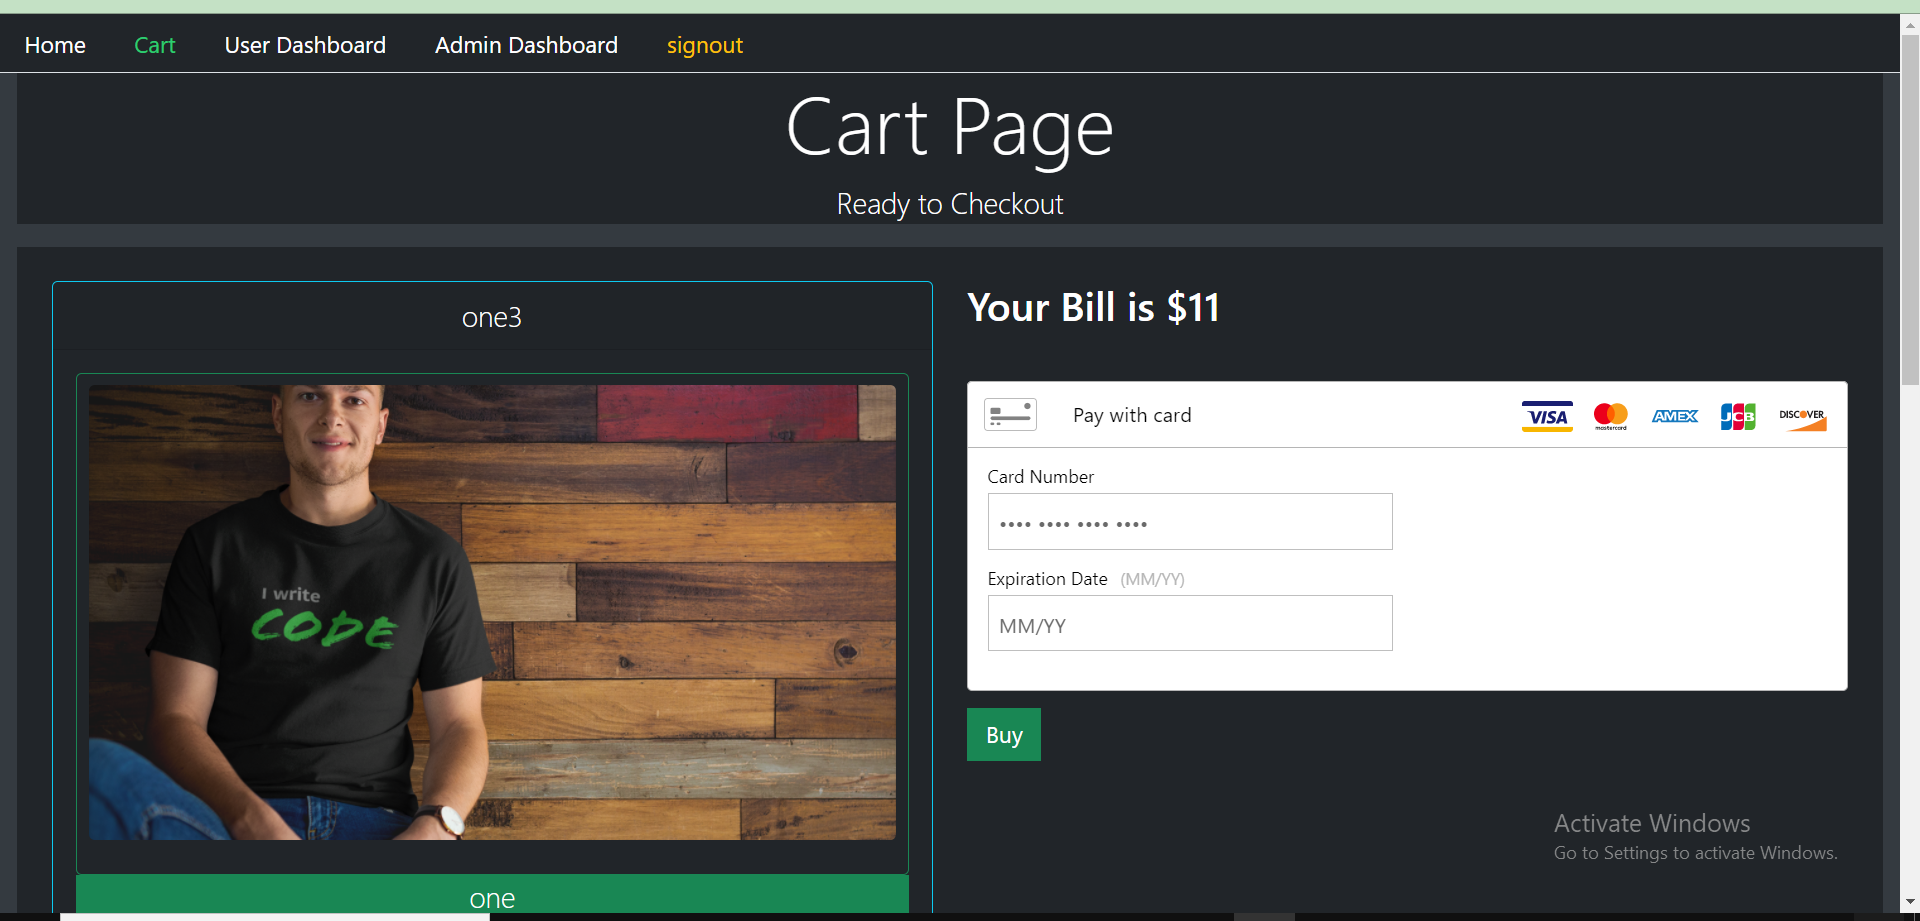 Home Cart User Dashboard Admin Dashboard signout
Cart Page
Ready to Checkout
one3
I write
CODE
one
Your Bill is $11
Pay with card
VISA mastercard AMEX JCB DISCOVER
Card Number
•••• •••• •••• ••••
Expiration Date (MM/YY)
MM/YY
Buy
Activate Windows
Go to Settings to activate Windows.